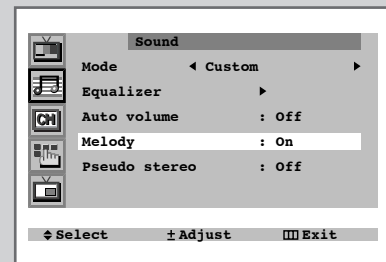 Sound
Mode ◀ Custom ▶
Equalizer ▶
Auto volume : Off
CH
Melody : On
Pseudo stereo : Off
Select ± Adjust Exit